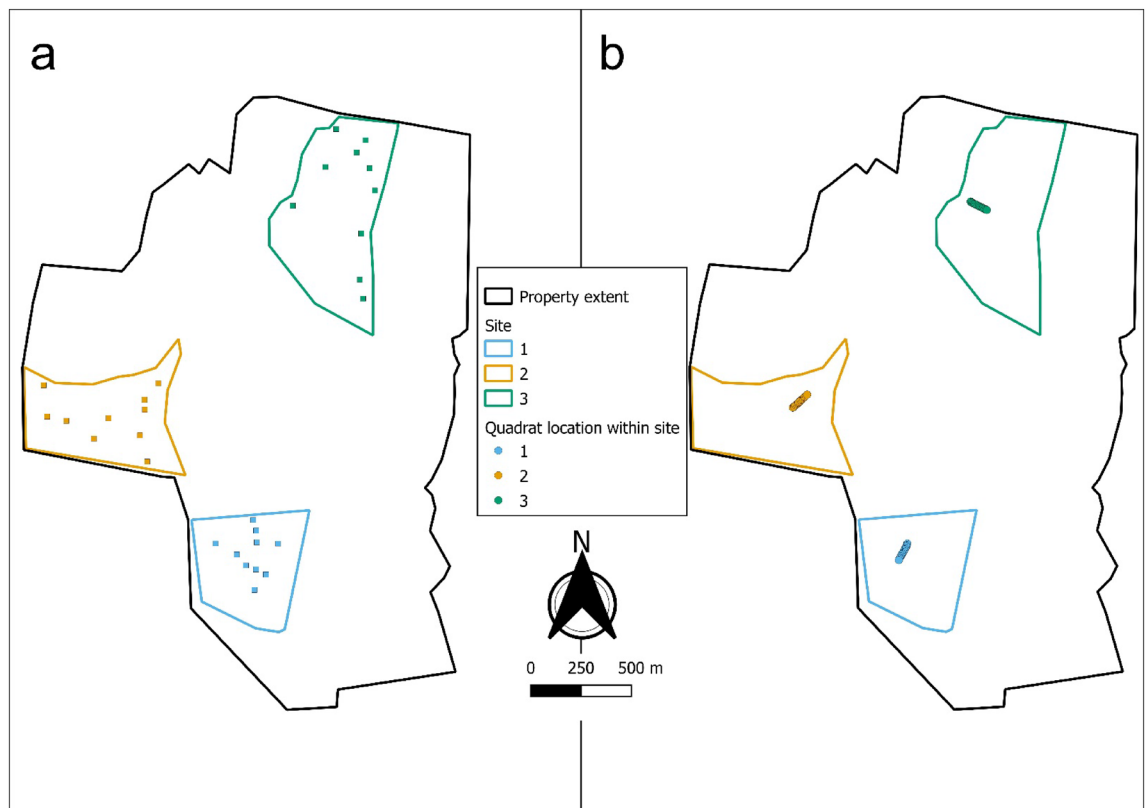 a
b
Property extent
Site
1
2
3
Quadrat location within site
1
2
3
N
0 250 500 m